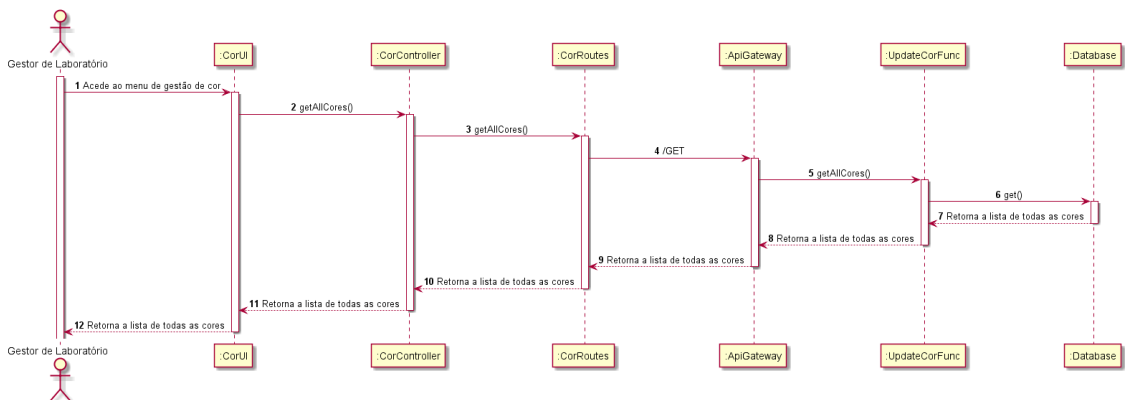 Gestor de Laboratório
:CorUI
:CorController
:CorRoutes
:ApiGateway
:UpdateCorFunc
:Database
1 Acede ao menu de gestão de cor
2 getAllCores()
3 getAllCores()
4 /GET
5 getAllCores()
6 get()
7 Retorna a lista de todas as cores
8 Retorna a lista de todas as cores
9 Retorna a lista de todas as cores
10 Retorna a lista de todas as cores
11 Retorna a lista de todas as cores
12 Retorna a lista de todas as cores
Gestor de Laboratório
:CorUI
:CorController
:CorRoutes
:ApiGateway
:UpdateCorFunc
:Database